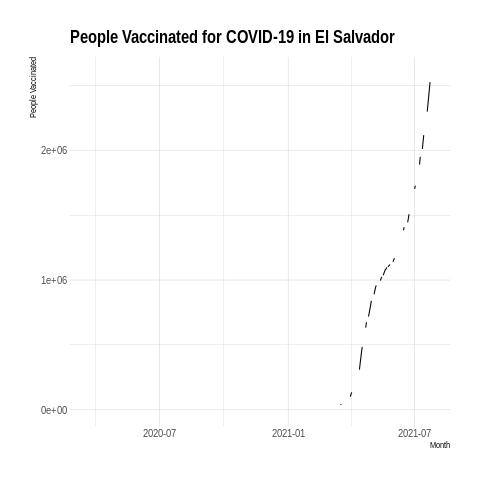 People Vaccinated for COVID-19 in El Salvador
People Vaccinated
2e+06
1e+06
0e+00
2020-07
2021-01
2021-07
Month